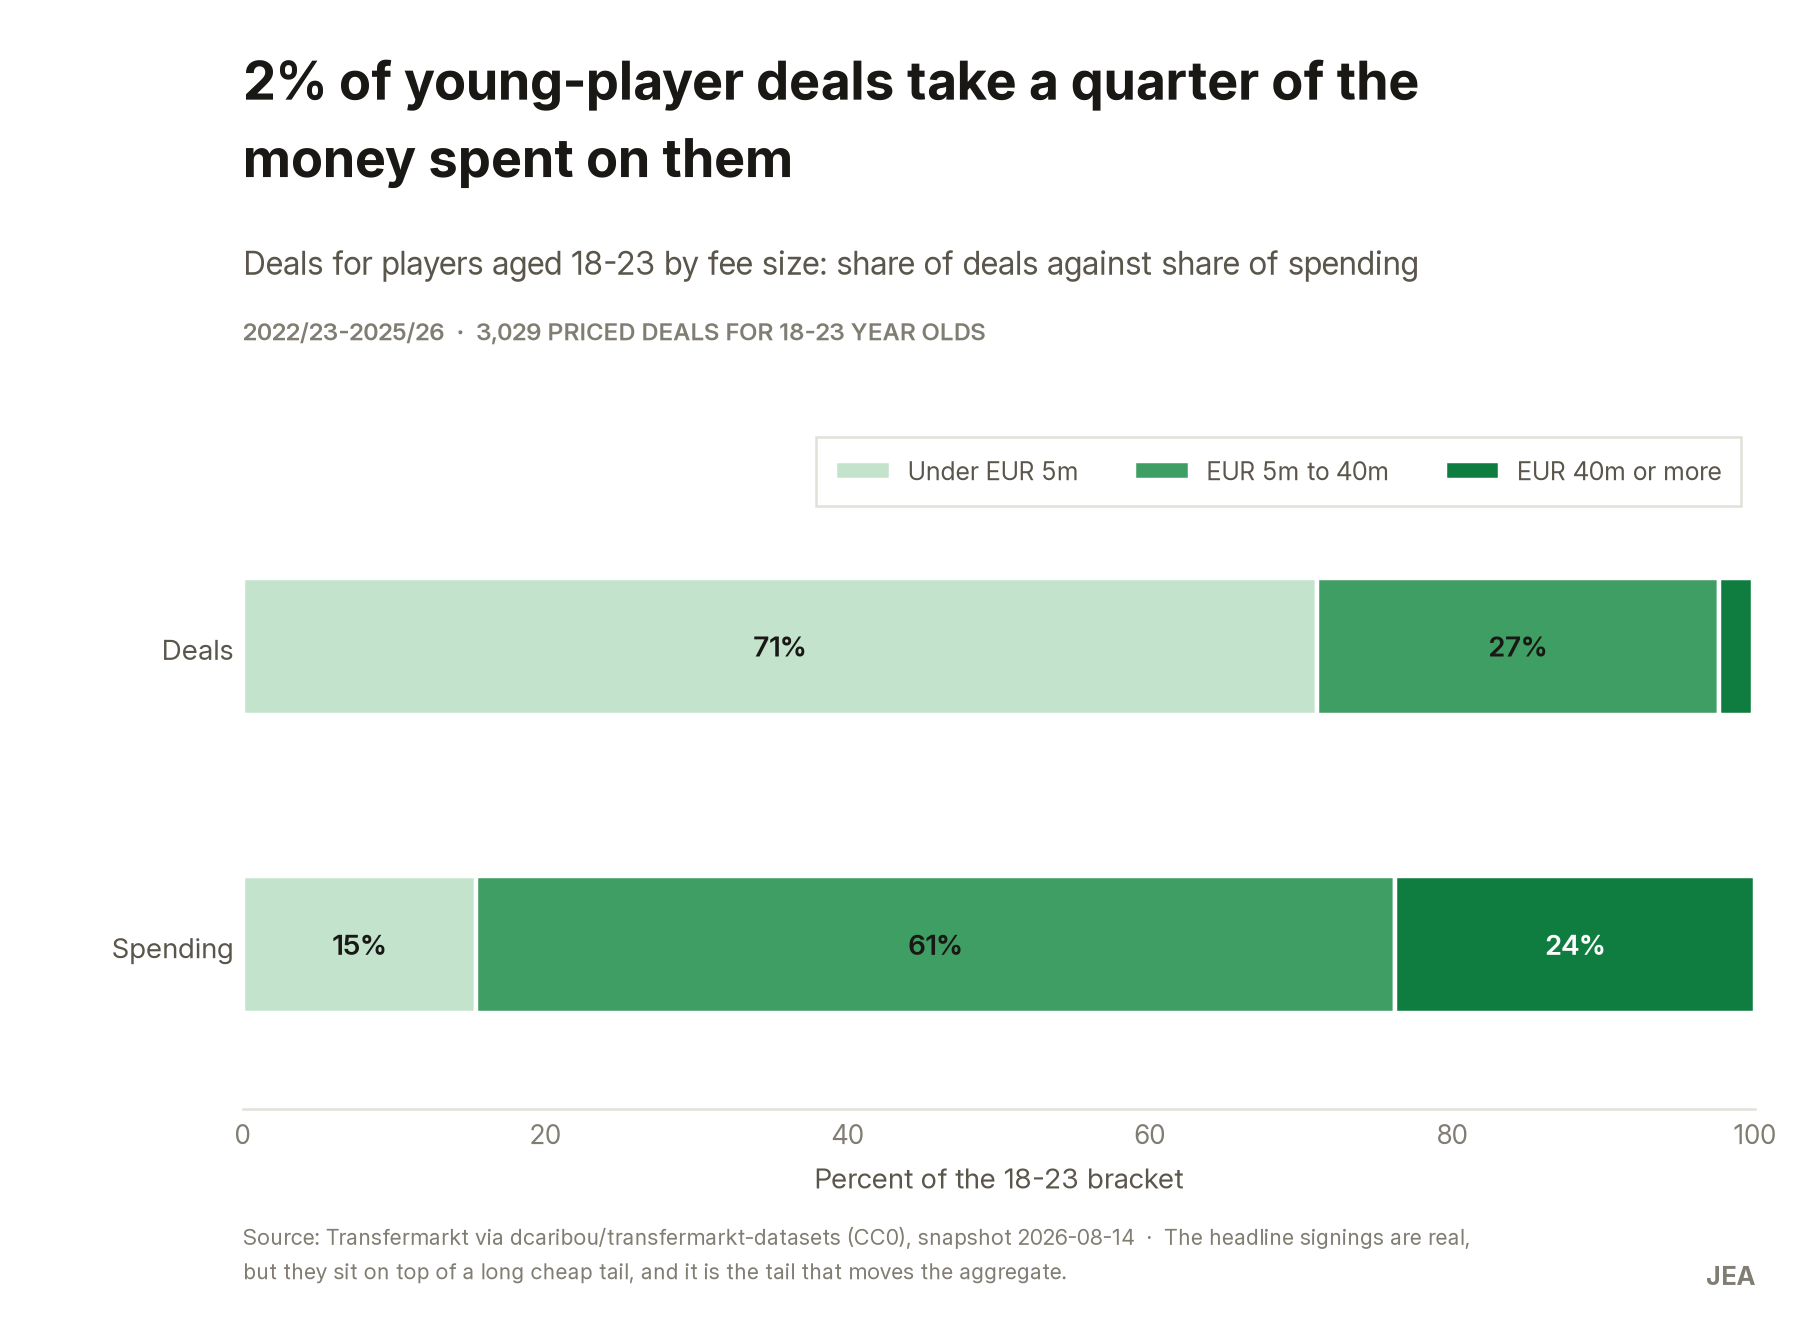 2% of young-player deals take a quarter of the
money spent on them
Deals for players aged 18-23 by fee size: share of deals against share of spending
2022/23-2025/26 · 3,029 PRICED DEALS FOR 18-23 YEAR OLDS
Under EUR 5m EUR 5m to 40m EUR 40m or more
Deals 71% 27%
Spending 15% 61% 24%
0 20 40 60 80 100
Percent of the 18-23 bracket
Source: Transfermarkt via dcaribou/transfermarkt-datasets (CC0), snapshot 2026-08-14 · The headline signings are real,
but they sit on top of a long cheap tail, and it is the tail that moves the aggregate.
JEA